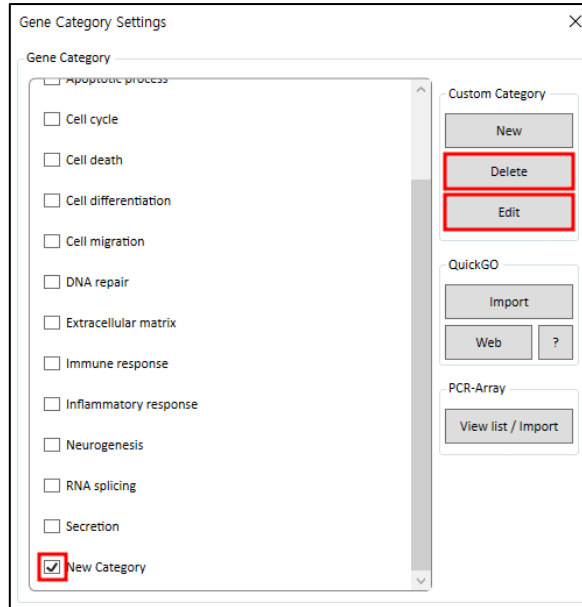 Gene Category Settings
Gene Category
Apoptotic process
Cell cycle
Cell death
Cell differentiation
Cell migration
DNA repair
Extracellular matrix
Immune response
Inflammatory response
Neurogenesis
RNA splicing
Secretion
New Category
Custom Category
New
Delete
Edit
QuickGO
Import
Web ?
PCR-Array
View list / Import